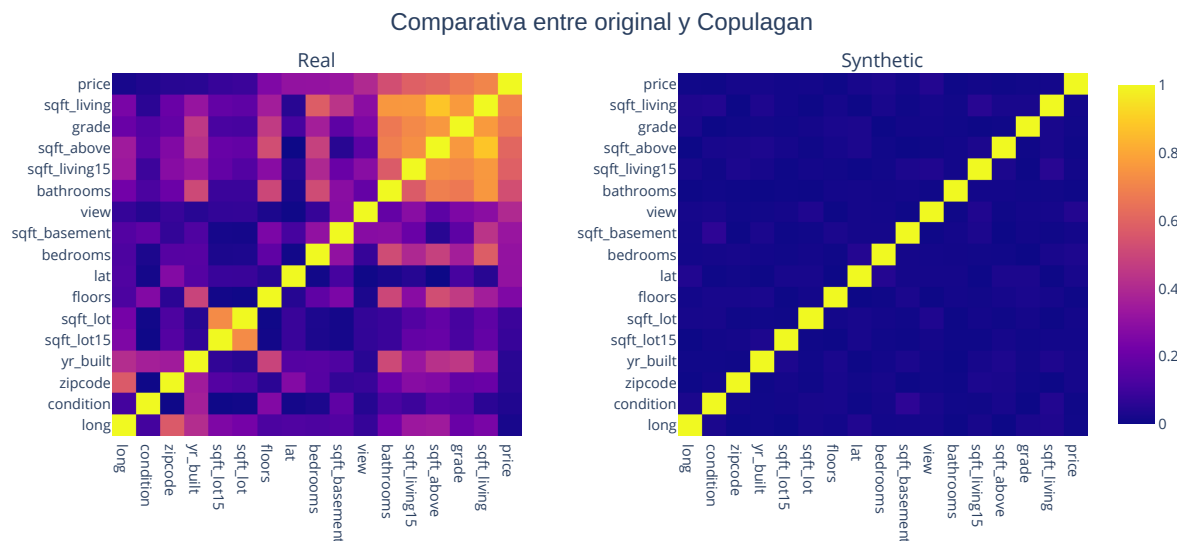 Comparativa entre original y Copulagan
Real
Synthetic
price
sqft_living
grade
sqft_above
sqft_living15
bathrooms
view
sqft_basement
bedrooms
lat
floors
sqft_lot
sqft_lot15
yr_built
zipcode
condition
long
long
condition
zipcode
yr_built
sqft_lot15
sqft_lot
floors
lat
bedrooms
sqft_basement
view
bathrooms
sqft_living15
sqft_above
grade
sqft_living
price
price
sqft_living
grade
sqft_above
sqft_living15
bathrooms
view
sqft_basement
bedrooms
lat
floors
sqft_lot
sqft_lot15
yr_built
zipcode
condition
long
long
condition
zipcode
yr_built
sqft_lot15
sqft_lot
floors
lat
bedrooms
sqft_basement
view
bathrooms
sqft_living15
sqft_above
grade
sqft_living
price
1
0.8
0.6
0.4
0.2
0